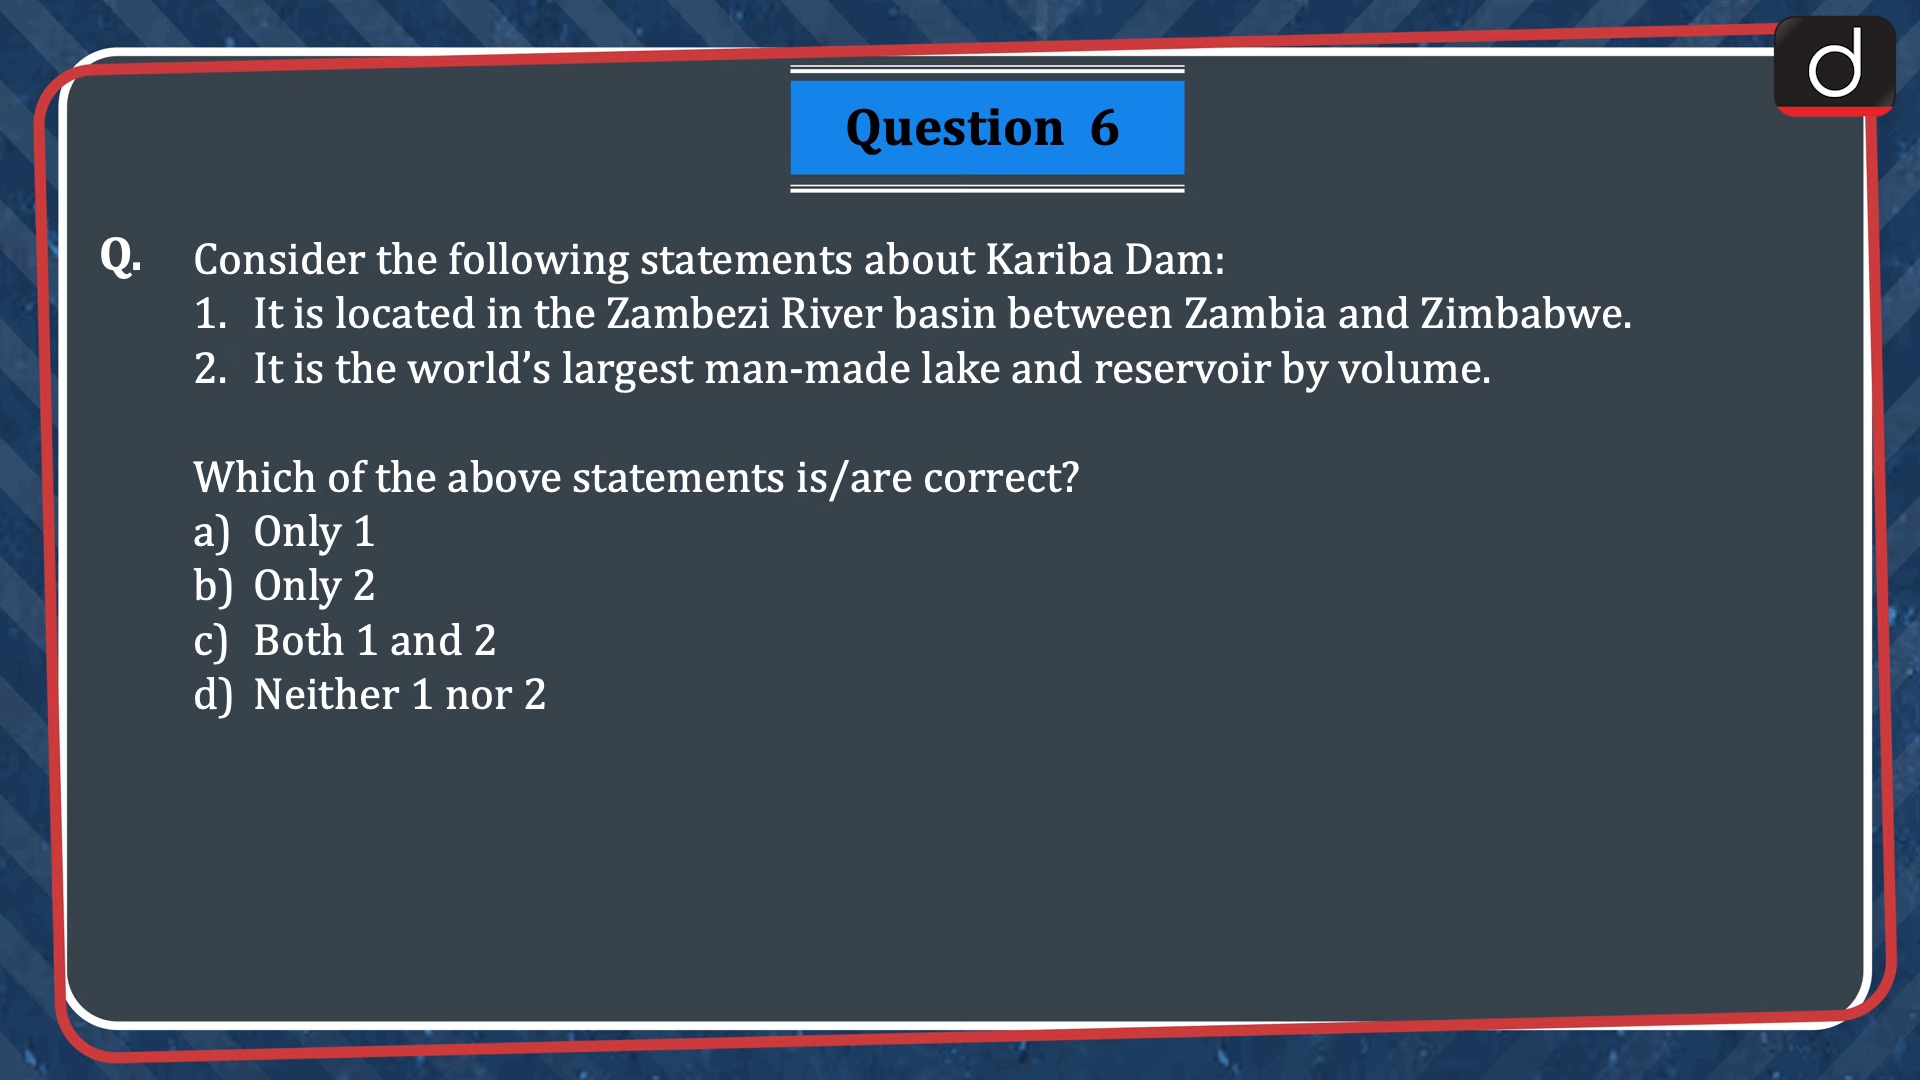 Question 6
Q. Consider the following statements about Kariba Dam:
1. It is located in the Zambezi River basin between Zambia and Zimbabwe.
2. It is the world’s largest man-made lake and reservoir by volume.
Which of the above statements is/are correct?
a) Only 1
b) Only 2
c) Both 1 and 2
d) Neither 1 nor 2
d